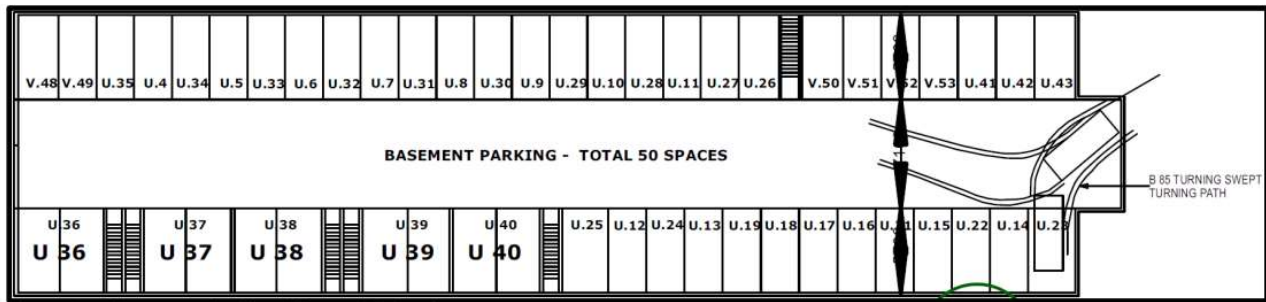 V.48 V.49 U.35 U.4 U.34 U.5 U.33 U.6 U.32 U.7 U.31 U.8 U.30 U.9 U.29 U.10 U.28 U.11 U.27 U.26 V.50 V.51 V.52 V.53 U.41 U.42 U.43
BASEMENT PARKING - TOTAL 50 SPACES
B 85 TURNING SWEPT
TURNING PATH
U.36 U.37 U.38 U.39 U.40 U.25 U.12 U.24 U.13 U.19 U.18 U.17 U.16 U.15 U.22 U.14 U.23
U 36 U 37 U 38 U 39 U 40